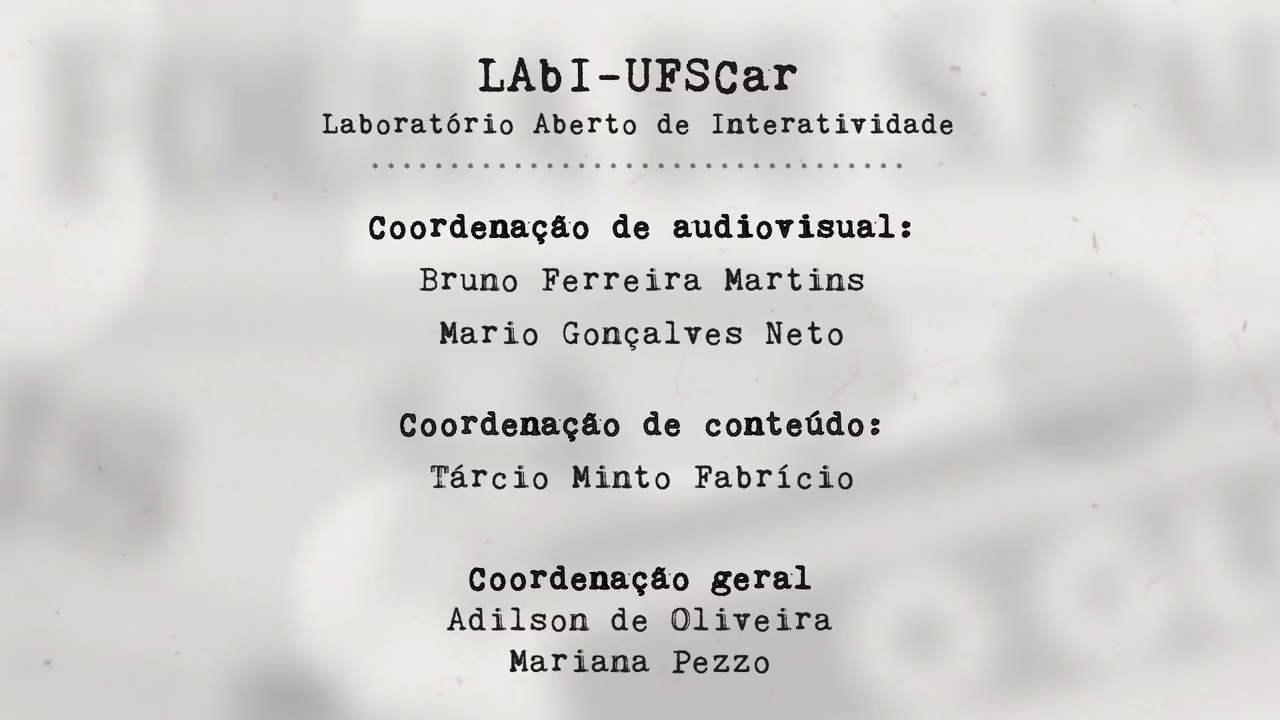 LAbI-UFSCar
Laboratório Aberto de Interatividade
* * * * * * * * * * * * * * * * * * * * * * * * * * * * * * * * * *
Coordenação de audiovisual:
Bruno Ferreira Martins
Mario Gonçalves Neto
Coordenação de conteúdo:
Tárcio Minto Fabrício
Coordenação geral
Adilson de Oliveira
Mariana Pezzo